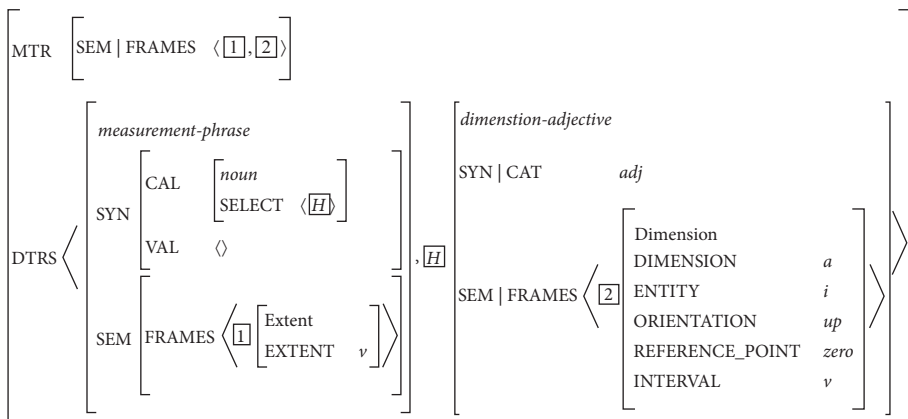 MTR [SEM | FRAMES ⟨ 1 , 2 ⟩]
DTRS
measurement-phrase
SYN
CAL [noun
SELECT ⟨ H ⟩]
VAL ⟨⟩
SEM [FRAMES ⟨ 1 [Extent
EXTENT v] ⟩]
, H
dimenstion-adjective
SYN | CAT adj
SEM | FRAMES ⟨ 2
Dimension
DIMENSION a
ENTITY i
ORIENTATION up
REFERENCE_POINT zero
INTERVAL v